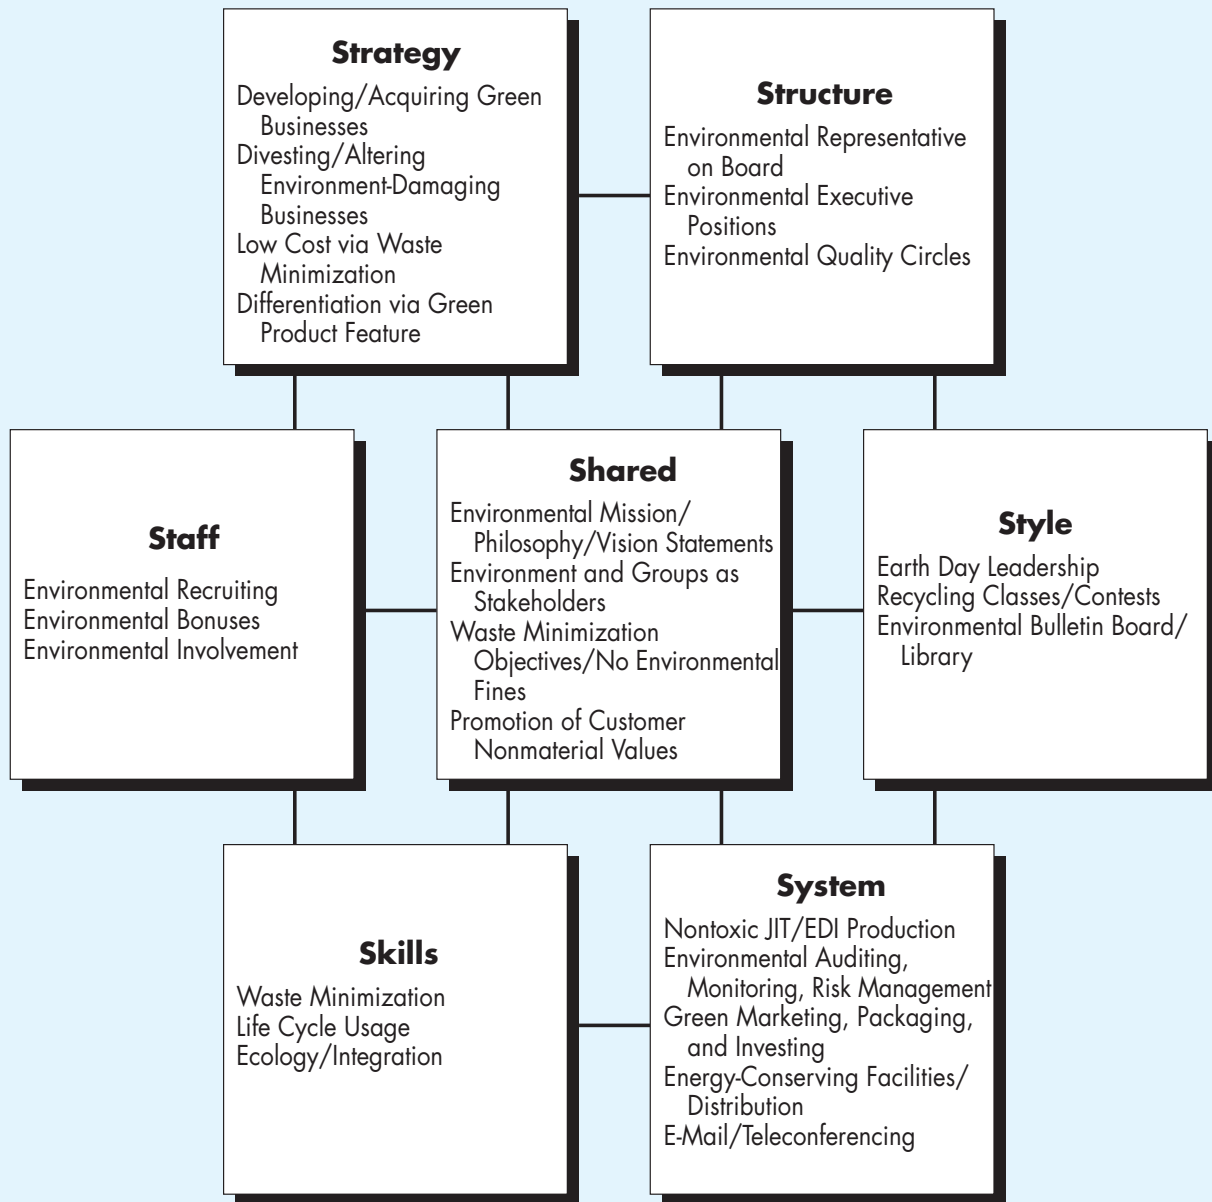 Strategy
Developing/Acquiring Green
Businesses
Divesting/Altering
Environment-Damaging
Businesses
Low Cost via Waste
Minimization
Differentiation via Green
Product Feature
Structure
Environmental Representative
on Board
Environmental Executive
Positions
Environmental Quality Circles
Staff
Environmental Recruiting
Environmental Bonuses
Environmental Involvement
Shared
Environmental Mission/
Philosophy/Vision Statements
Environment and Groups as
Stakeholders
Waste Minimization
Objectives/No Environmental
Fines
Promotion of Customer
Nonmaterial Values
Style
Earth Day Leadership
Recycling Classes/Contests
Environmental Bulletin Board/
Library
Skills
Waste Minimization
Life Cycle Usage
Ecology/Integration
System
Nontoxic JIT/EDI Production
Environmental Auditing,
Monitoring, Risk Management
Green Marketing, Packaging,
and Investing
Energy-Conserving Facilities/
Distribution
E-Mail/Teleconferencing